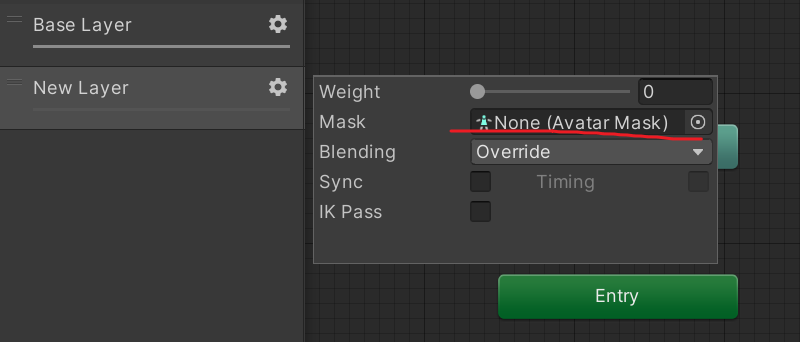 Base Layer
New Layer
Weight 0
Mask None (Avatar Mask)
Blending Override
Sync Timing
IK Pass
Entry